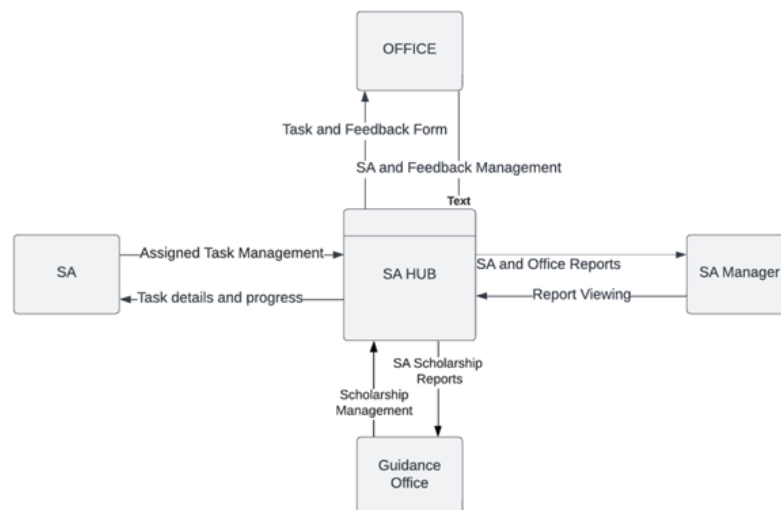 OFFICE
Task and Feedback Form
SA and Feedback Management
Text
SA
Assigned Task Management
Task details and progress
SA HUB
SA and Office Reports
Report Viewing
SA Manager
SA Scholarship
Reports
Scholarship
Management
Guidance
Office